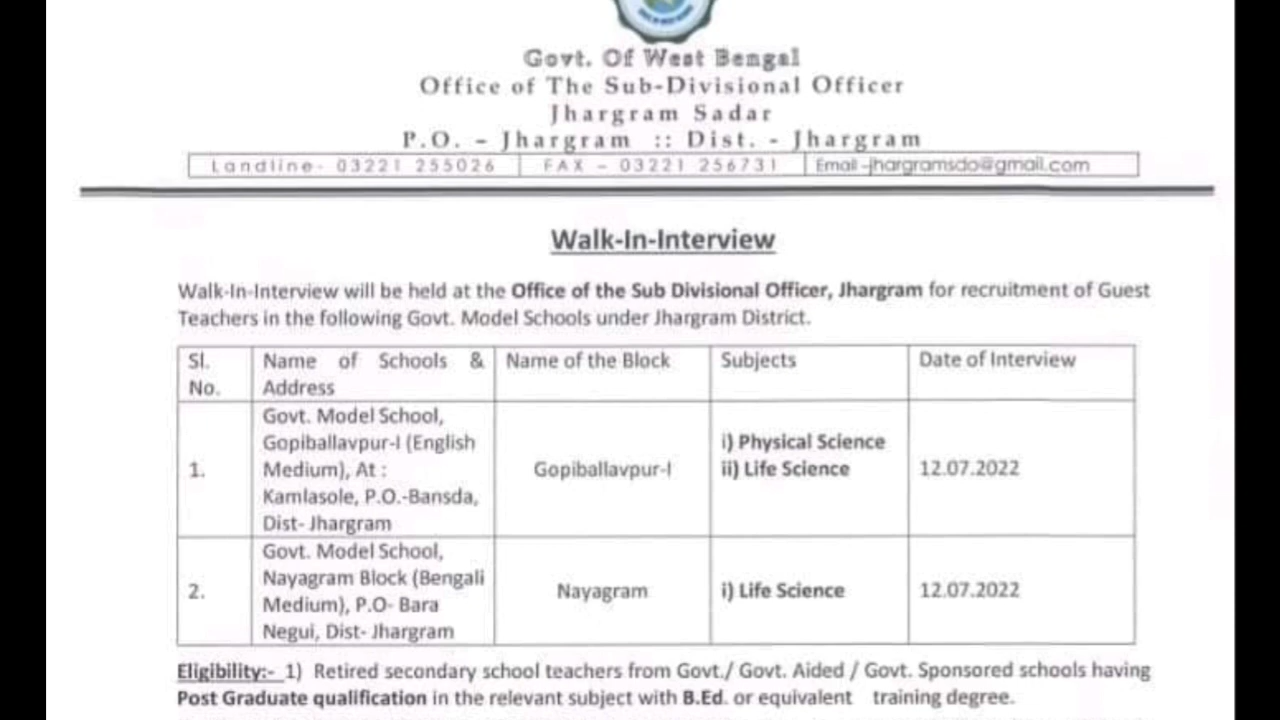 Govt. Of West Bengal
Office of The Sub-Divisional Officer
Jhargram Sadar
P.O. - Jhargram :: Dist. - Jhargram
Landline- 03221 255026 FAX - 03221 256731 Email-jhargramsdo@gmail.com
Walk-In-Interview
Walk-In-Interview will be held at the Office of the Sub Divisional Officer, Jhargram for recruitment of Guest
Teachers in the following Govt. Model Schools under Jhargram District.
Sl. No. Name of Schools & Address Name of the Block Subjects Date of Interview
1. Govt. Model School,
Gopiballavpur-I (English
Medium), At :
Kamlasole, P.O.-Bansda,
Dist- Jhargram
Gopiballavpur-I
i) Physical Science
ii) Life Science
12.07.2022
2. Govt. Model School,
Nayagram Block (Bengali
Medium), P.O- Bara
Negui, Dist- Jhargram
Nayagram
i) Life Science
12.07.2022
Eligibility:- 1) Retired secondary school teachers from Govt./ Govt. Aided / Govt. Sponsored schools having
Post Graduate qualification in the relevant subject with B.Ed. or equivalent training degree.